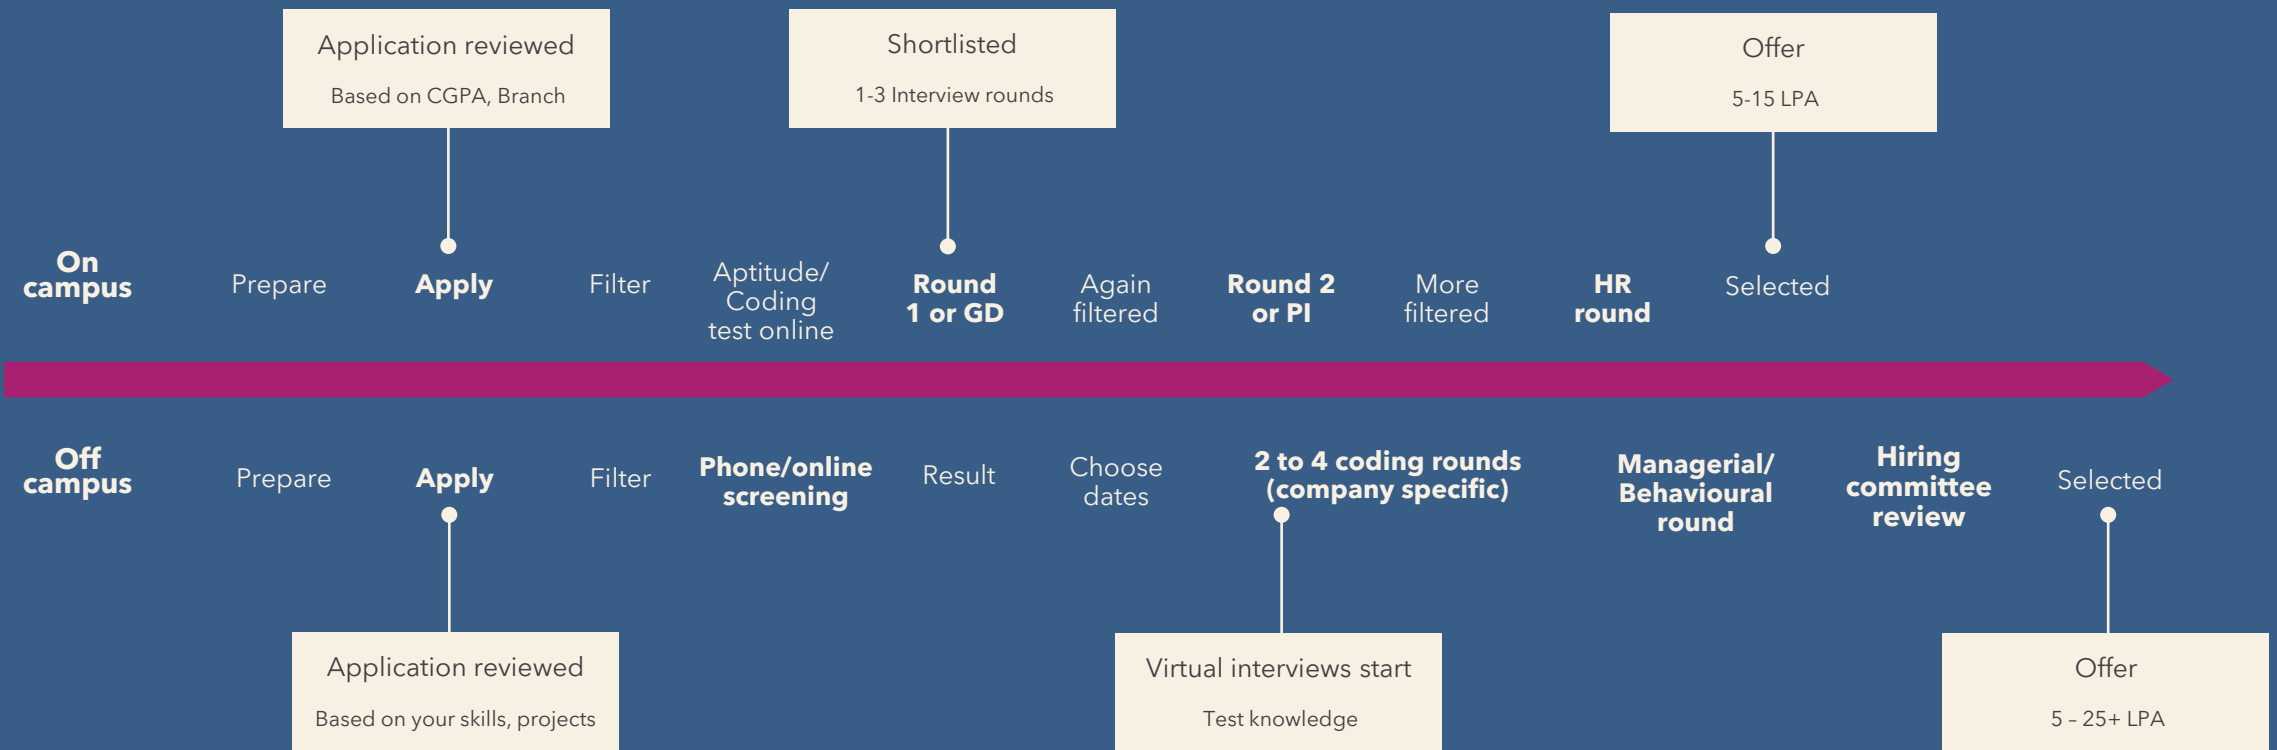 Application reviewed
Based on CGPA, Branch
Shortlisted
1-3 Interview rounds
Offer
5-15 LPA
On
campus
Prepare
Apply
Filter
Aptitude/
Coding
test online
Round
1 or GD
Again
filtered
Round 2
or PI
More
filtered
HR
round
Selected
Off
campus
Prepare
Apply
Filter
Phone/online
screening
Result
Choose
dates
2 to 4 coding rounds
(company specific)
Managerial/
Behavioural
round
Hiring
committee
review
Selected
Application reviewed
Based on your skills, projects
Virtual interviews start
Test knowledge
Offer
5 – 25+ LPA